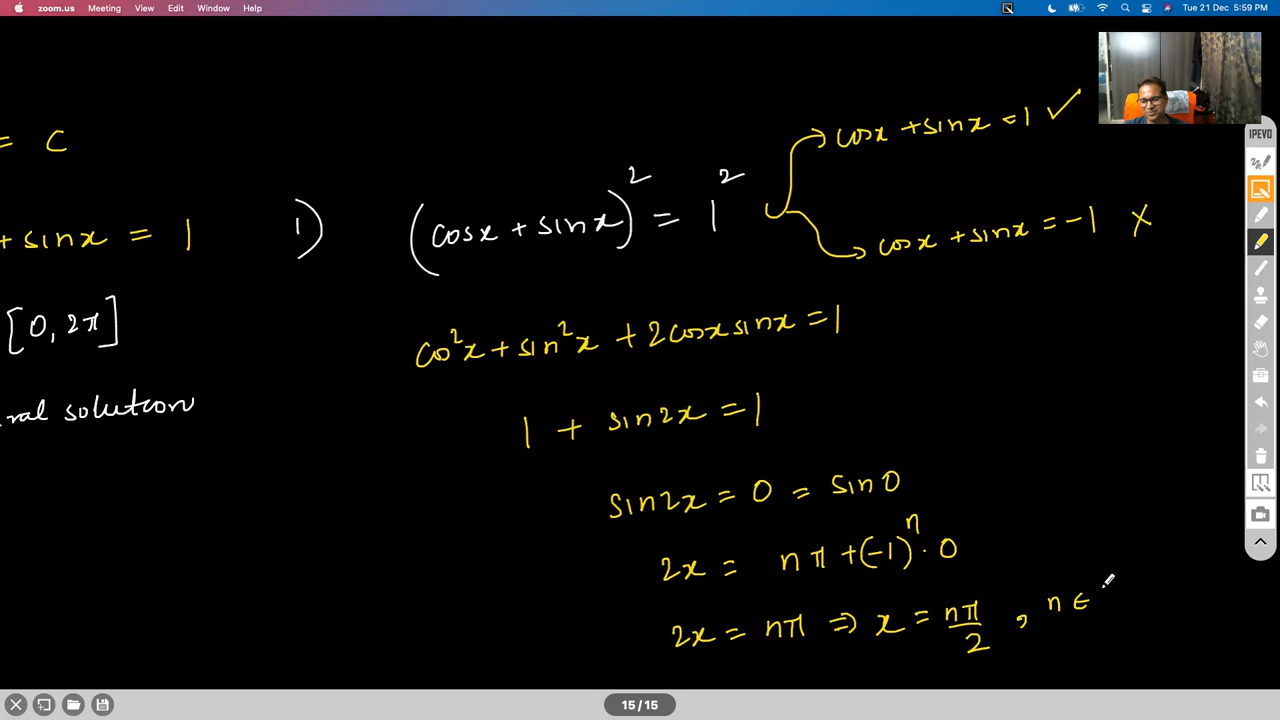 zoom.us Meeting View Edit Window Help Tue 21 Dec 5:59 PM
IPEVO
= c
+ sinx = 1
[0, 2π]
ral solution
1) (cosx + sinx)² = 1²
cosx + sinx = 1 ✓
cosx + sinx = -1 X
cos²x + sin²x + 2cosxsinx = 1
1 + sin2x = 1
sin2x = 0 = sin0
2x = nπ + (-1)ⁿ · 0
2x = nπ ⇒ x = nπ/2 , n ∈
15/15